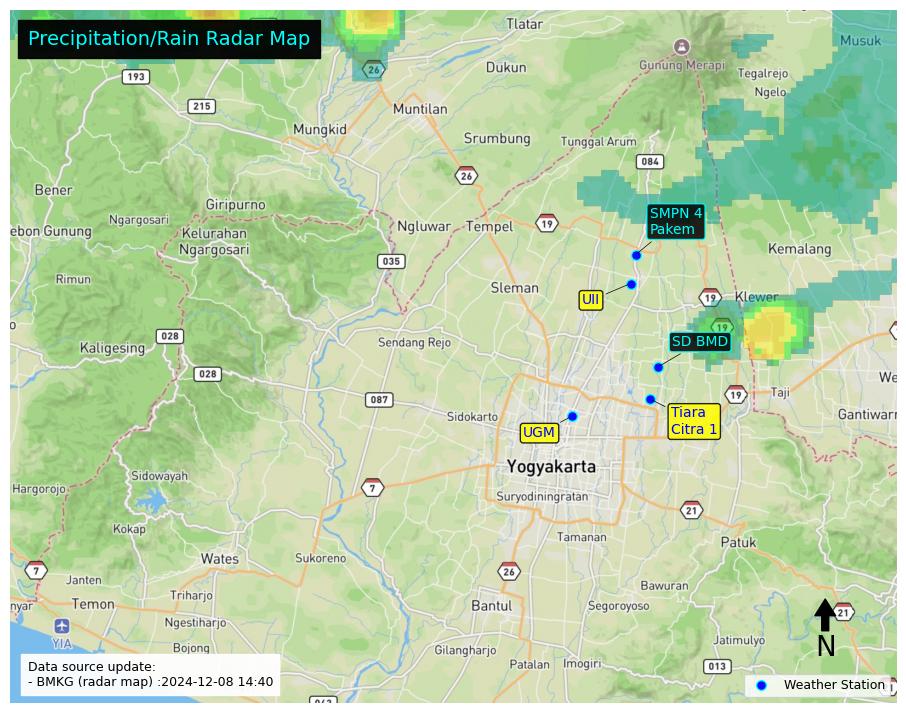 Precipitation/Rain Radar Map
Tlatar
Musuk
26
193
Dukun
Gunung Merapi
Tegalrejo
Ngelo
215
Muntilan
Mungkid
Srumbung
Tunggal Arum
084
26
Bener
Giripurno
Ngargosari
ebon Gunung
Kelurahan
Ngargosari
Ngluwar
Tempel
19
SMPN 4
Pakem
Kemalang
035
Rimun
Sleman
UII
19
Klewer
19
028
Sendang Rejo
SD BMD
Kaligesing
028
087
19
Taji
We
Sidokarto
Tiara
Citra 1
Gantiwarn
UGM
Yogyakarta
Sidowayah
Hargorojo
7
Suryodiningratan
21
Kokap
Tamanan
Patuk
Wates
Sukoreno
7
26
Janten
Bawuran
Triharjo
Temon
nyar
Bantul
Segoroyoso
21
Ngestiharjo
YIA
N
Jatimulyo
Bojong
Gilangharjo
Patalan
Imogiri
013
Data source update:
- BMKG (radar map) :2024-12-08 14:40
Weather Station